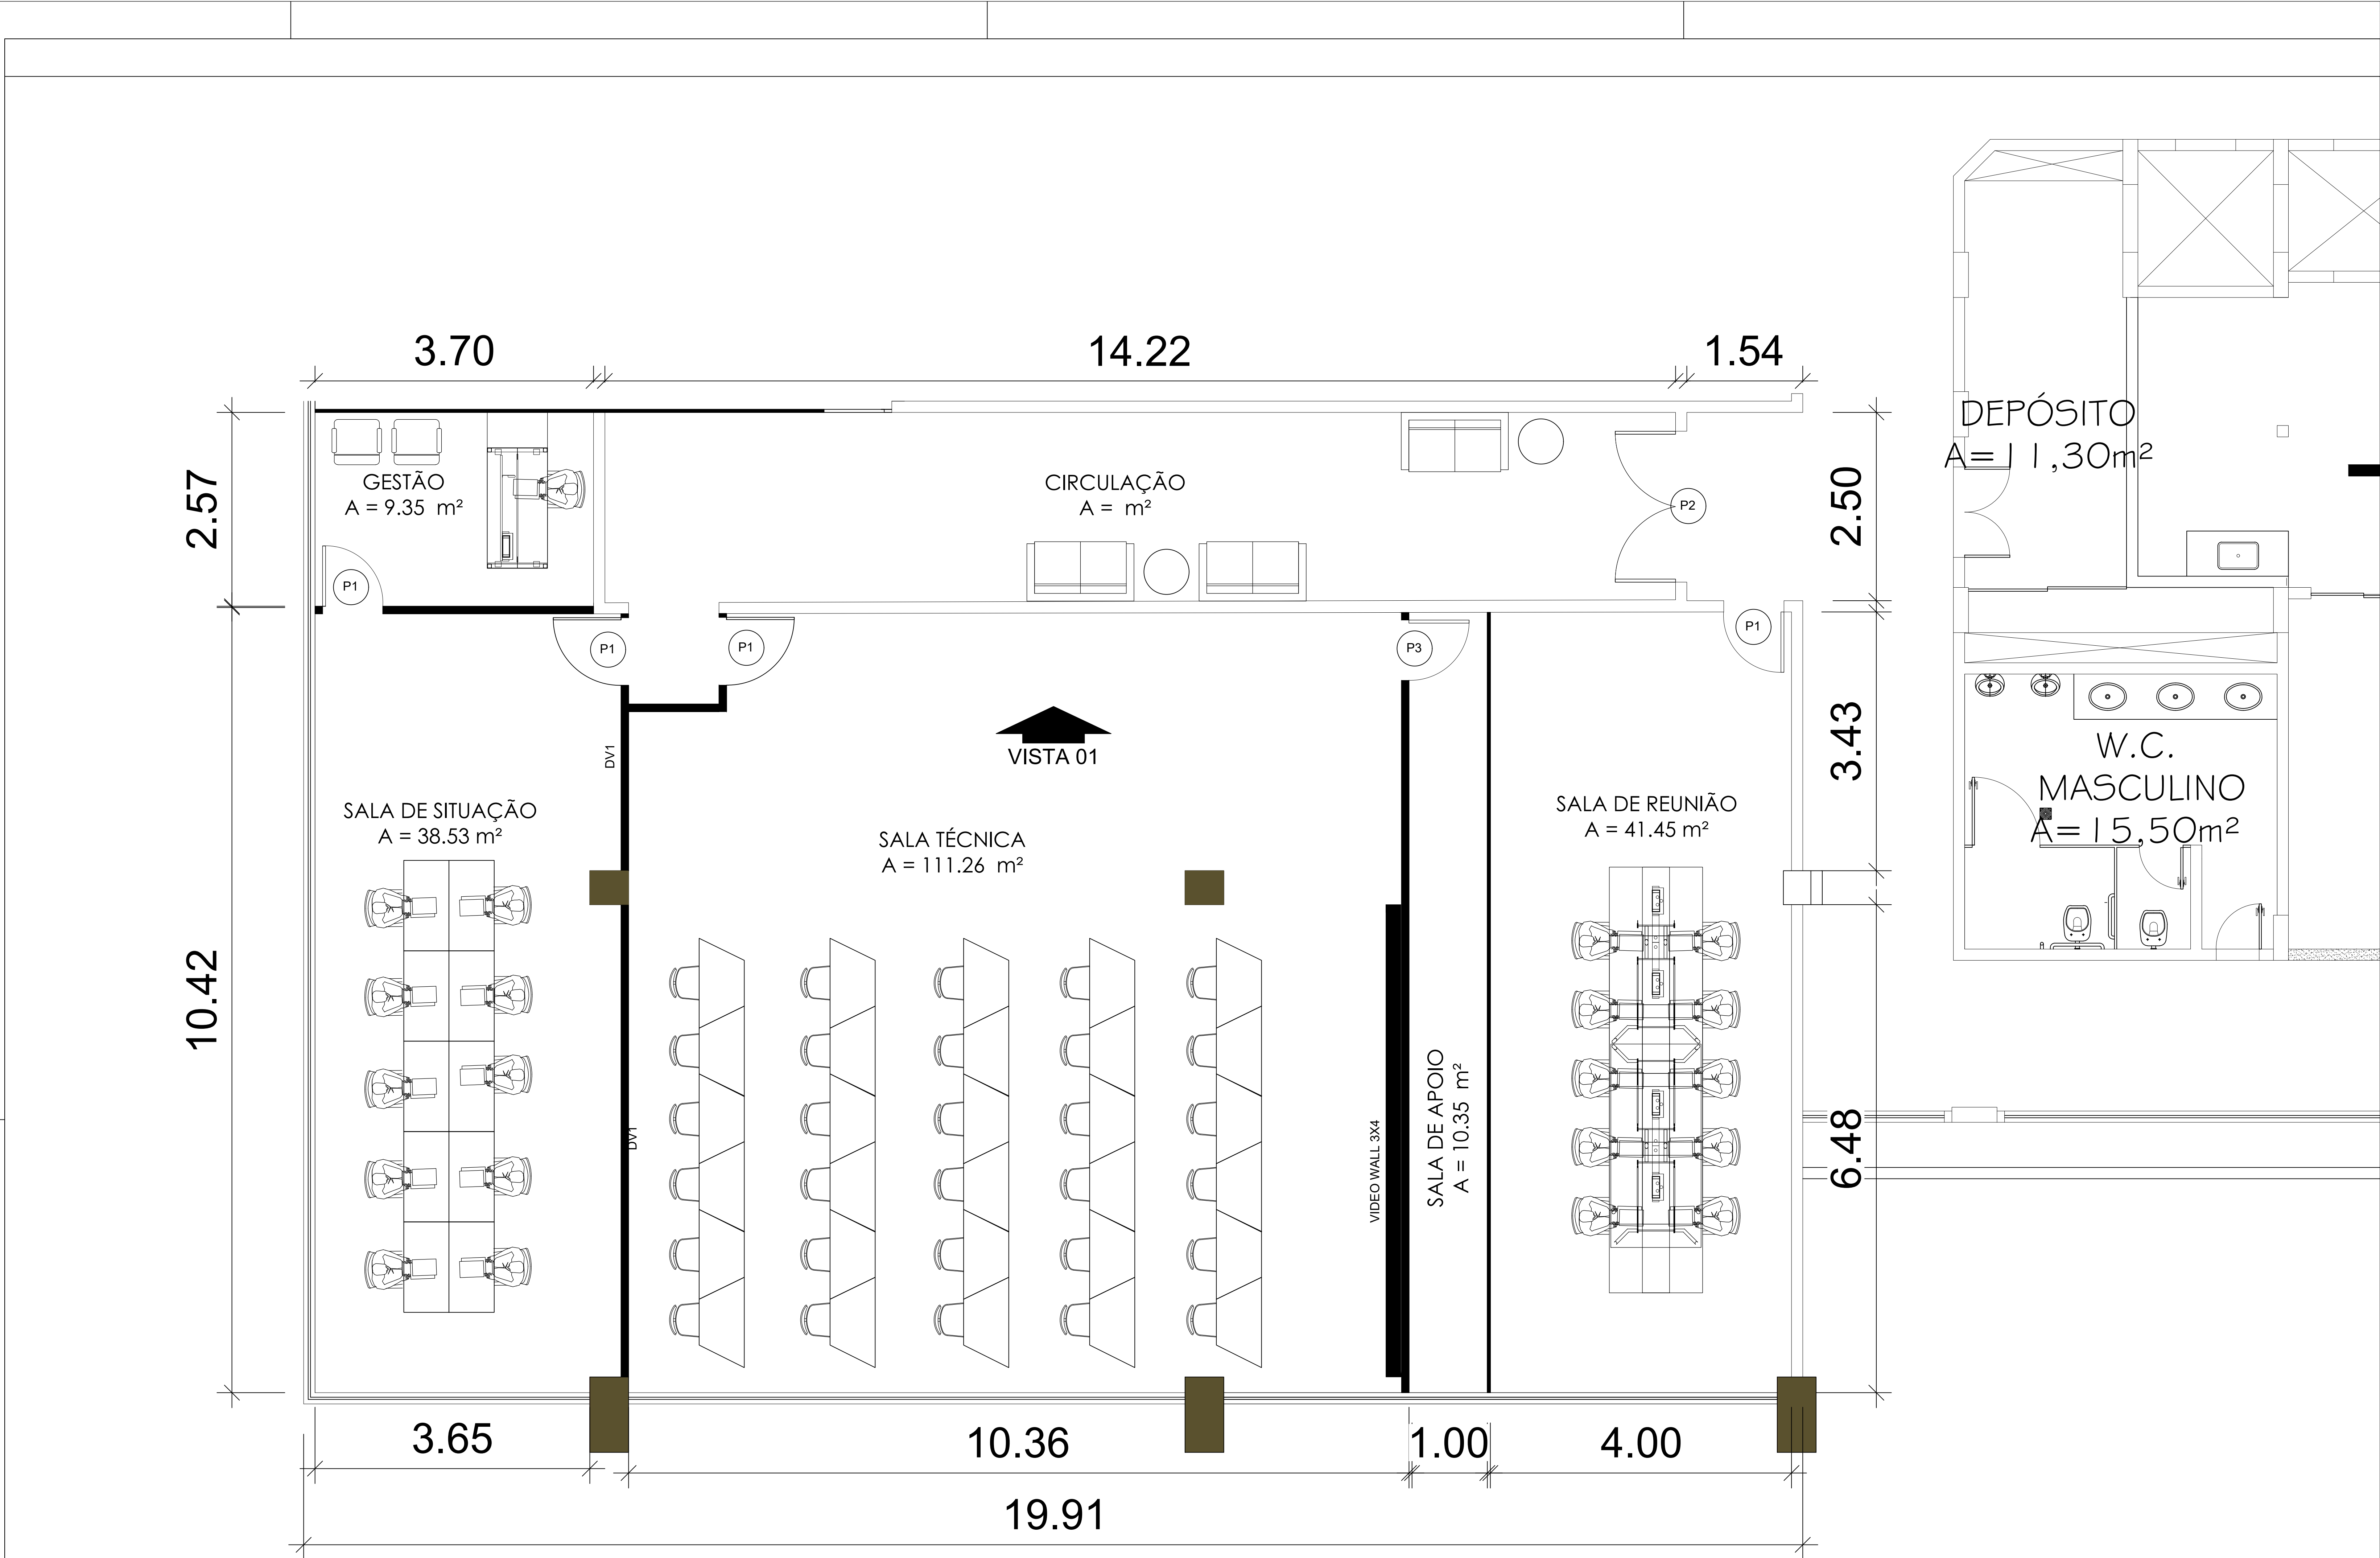 3.70
14.22
1.54
2.57
GESTÃO
A = 9.35 m²
CIRCULAÇÃO
A = m²
P2
2.50
DEPÓSITO
A=11,30m²
P1
P1
P1
P3
P1
DV1
VISTA 01
3.43
W.C.
MASCULINO
A=15,50m²
SALA DE SITUAÇÃO
A = 38.53 m²
SALA TÉCNICA
A = 111.26 m²
SALA DE REUNIÃO
A = 41.45 m²
10.42
DV1
VIDEO WALL 3X4
SALA DE APOIO
A = 10.35 m²
6.48
3.65
10.36
1.00
4.00
19.91